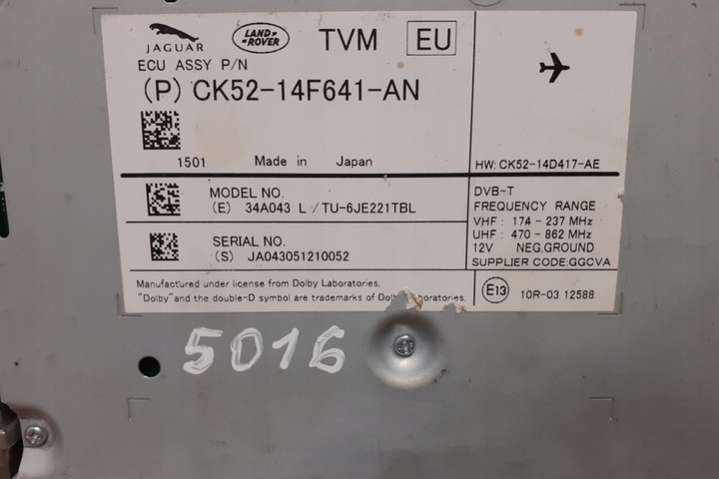 JAGUAR LAND ROVER TVM EU
ECU ASSY P/N
(P) CK52-14F641-AN
1501 Made in Japan
HW: CK52-14D417-AE
MODEL NO.
(E) 34A043 L / TU-6JE221TBL
SERIAL NO.
(S) JA043051210052
DVB-T
FREQUENCY RANGE
VHF: 174 - 237 MHz
UHF: 470 - 862 MHz
12V NEG.GROUND
SUPPLIER CODE:GGCVA
Manufactured under license from Dolby Laboratories.
"Dolby" and the double-D symbol are trademarks of Dol oratories.
E13 10R-03 12588
5016